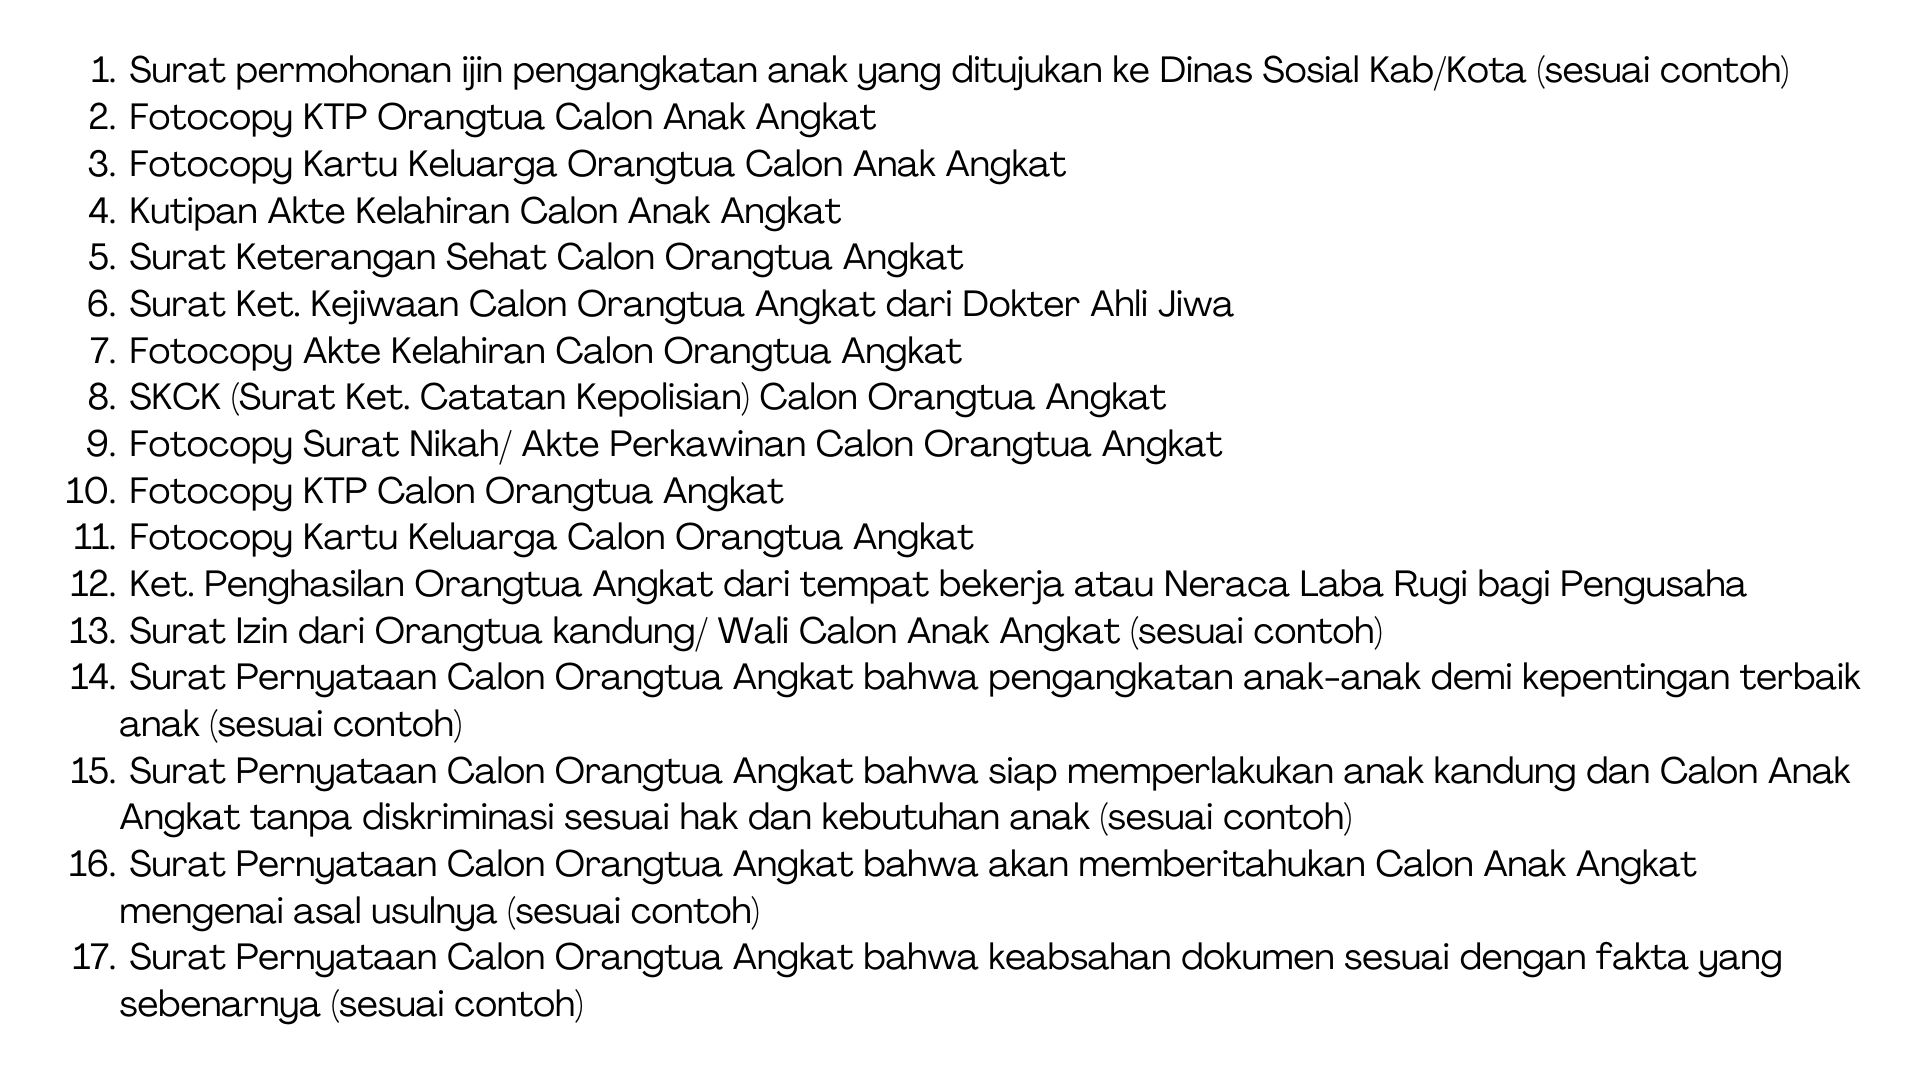 1. Surat permohonan ijin pengangkatan anak yang ditujukan ke Dinas Sosial Kab/Kota (sesuai contoh)
2. Fotocopy KTP Orangtua Calon Anak Angkat
3. Fotocopy Kartu Keluarga Orangtua Calon Anak Angkat
4. Kutipan Akte Kelahiran Calon Anak Angkat
5. Surat Keterangan Sehat Calon Orangtua Angkat
6. Surat Ket. Kejiwaan Calon Orangtua Angkat dari Dokter Ahli Jiwa
7. Fotocopy Akte Kelahiran Calon Orangtua Angkat
8. SKCK (Surat Ket. Catatan Kepolisian) Calon Orangtua Angkat
9. Fotocopy Surat Nikah/ Akte Perkawinan Calon Orangtua Angkat
10. Fotocopy KTP Calon Orangtua Angkat
11. Fotocopy Kartu Keluarga Calon Orangtua Angkat
12. Ket. Penghasilan Orangtua Angkat dari tempat bekerja atau Neraca Laba Rugi bagi Pengusaha
13. Surat Izin dari Orangtua kandung/ Wali Calon Anak Angkat (sesuai contoh)
14. Surat Pernyataan Calon Orangtua Angkat bahwa pengangkatan anak-anak demi kepentingan terbaik
anak (sesuai contoh)
15. Surat Pernyataan Calon Orangtua Angkat bahwa siap memperlakukan anak kandung dan Calon Anak
Angkat tanpa diskriminasi sesuai hak dan kebutuhan anak (sesuai contoh)
16. Surat Pernyataan Calon Orangtua Angkat bahwa akan memberitahukan Calon Anak Angkat
mengenai asal usulnya (sesuai contoh)
17. Surat Pernyataan Calon Orangtua Angkat bahwa keabsahan dokumen sesuai dengan fakta yang
sebenarnya (sesuai contoh)